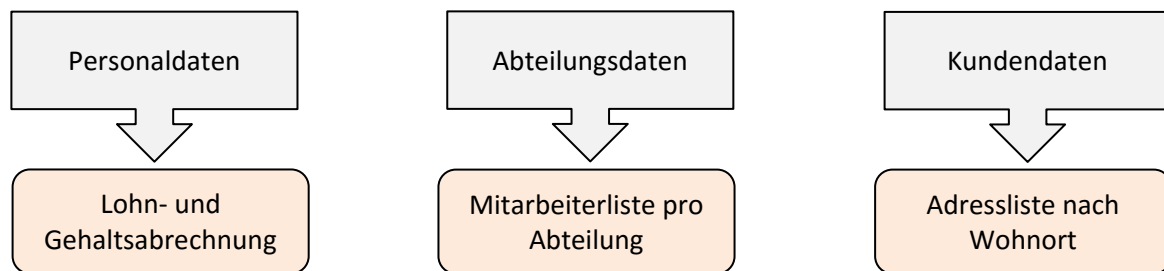 Personaldaten
Abteilungsdaten
Kundendaten
Lohn- und
Gehaltsabrechnung
Mitarbeiterliste pro
Abteilung
Adressliste nach
Wohnort